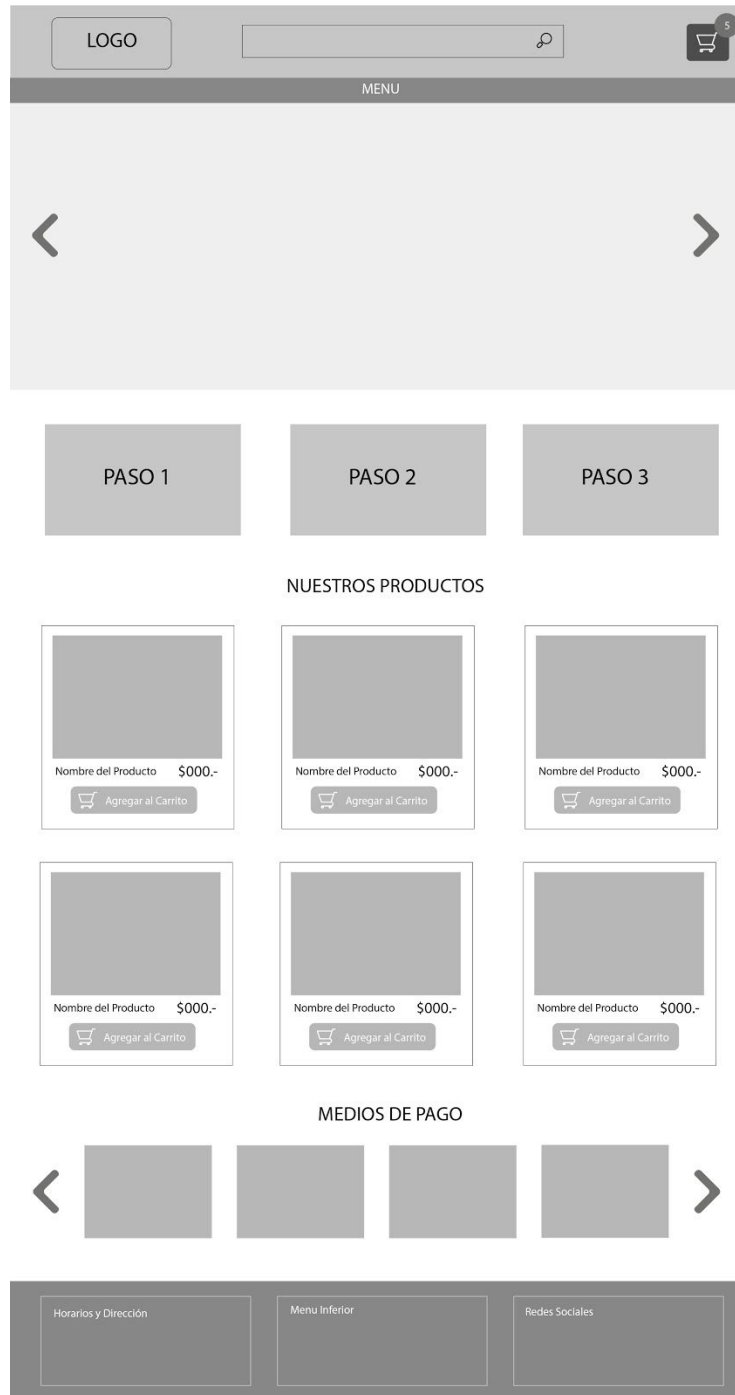 LOGO
5
MENU
PASO 1 PASO 2 PASO 3
NUESTROS PRODUCTOS
Nombre del Producto $000.- Nombre del Producto $000.- Nombre del Producto $000.-
Agregar al Carrito Agregar al Carrito Agregar al Carrito
Nombre del Producto $000.- Nombre del Producto $000.- Nombre del Producto $000.-
Agregar al Carrito Agregar al Carrito Agregar al Carrito
MEDIOS DE PAGO
Horarios y Dirección Menu Inferior Redes Sociales